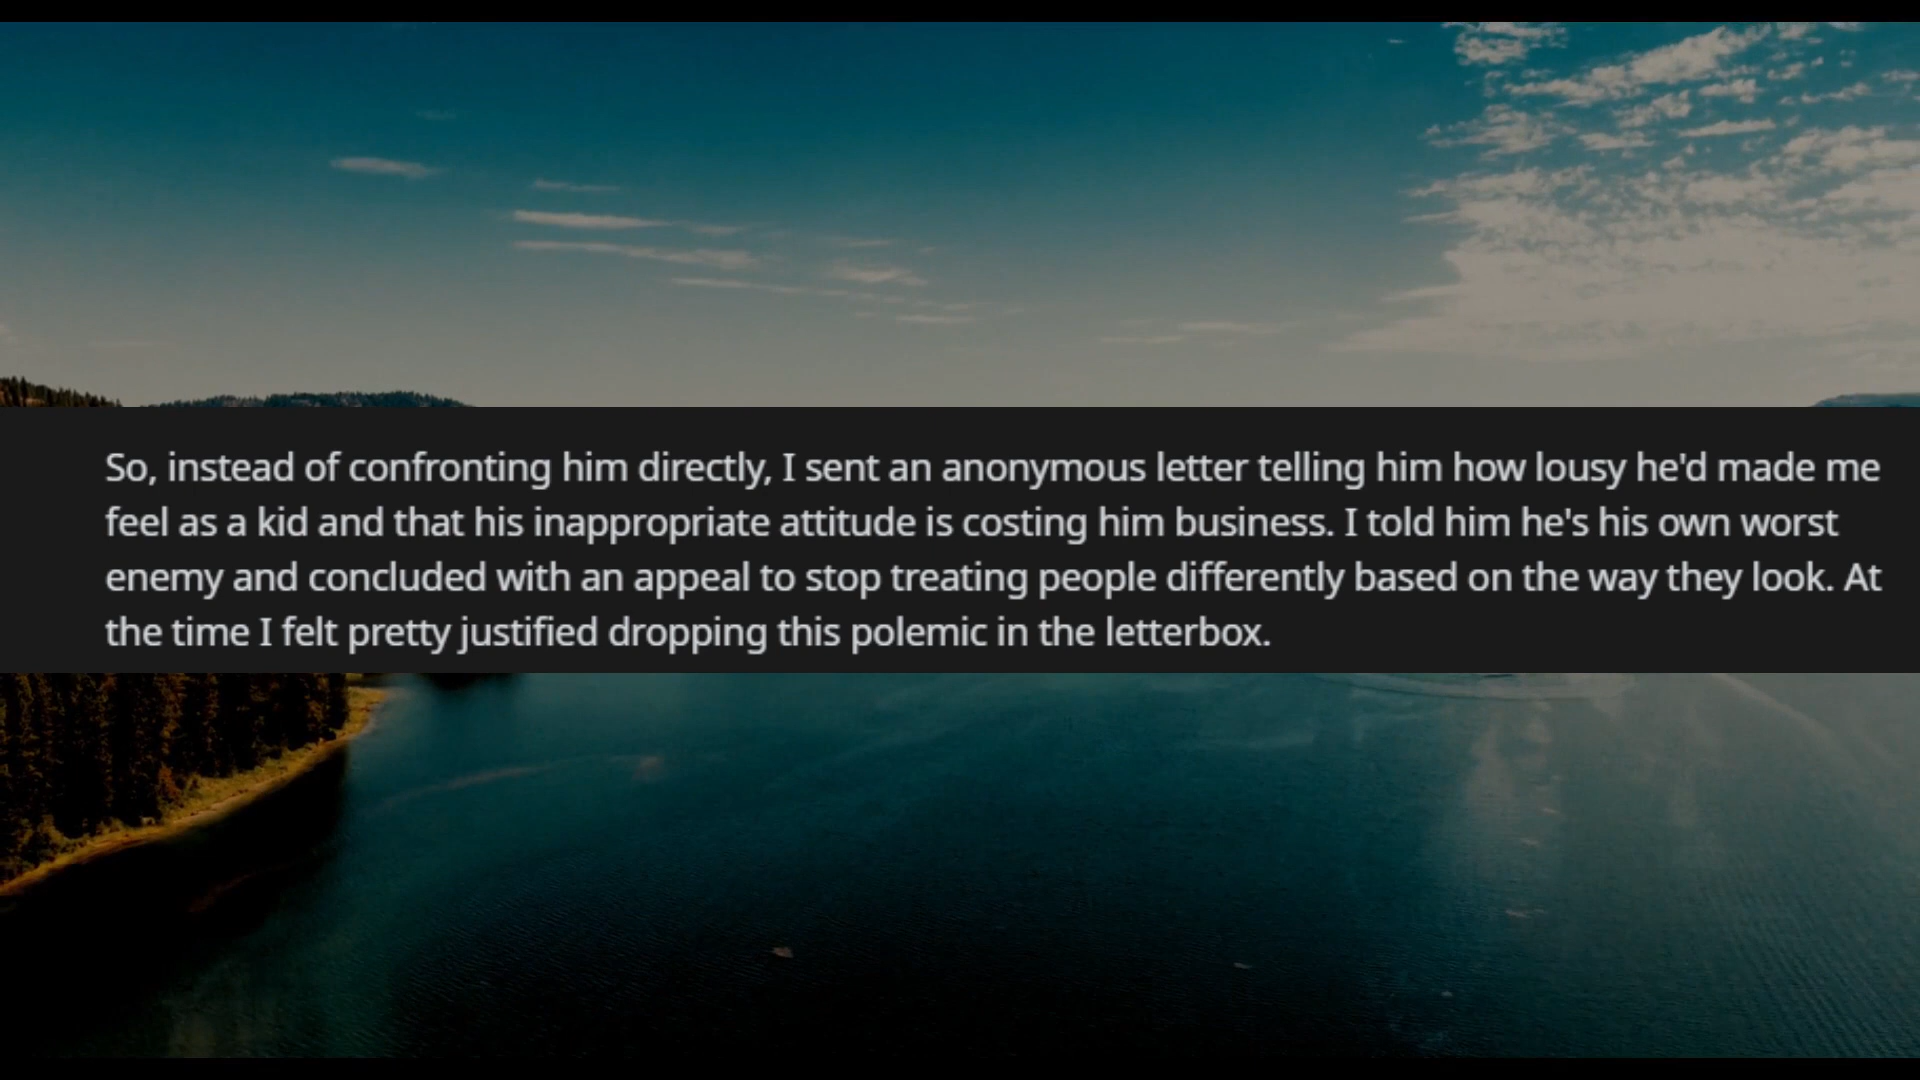 So, instead of confronting him directly, I sent an anonymous letter telling him how lousy he'd made me
feel as a kid and that his inappropriate attitude is costing him business. I told him he's his own worst
enemy and concluded with an appeal to stop treating people differently based on the way they look. At
the time I felt pretty justified dropping this polemic in the letterbox.